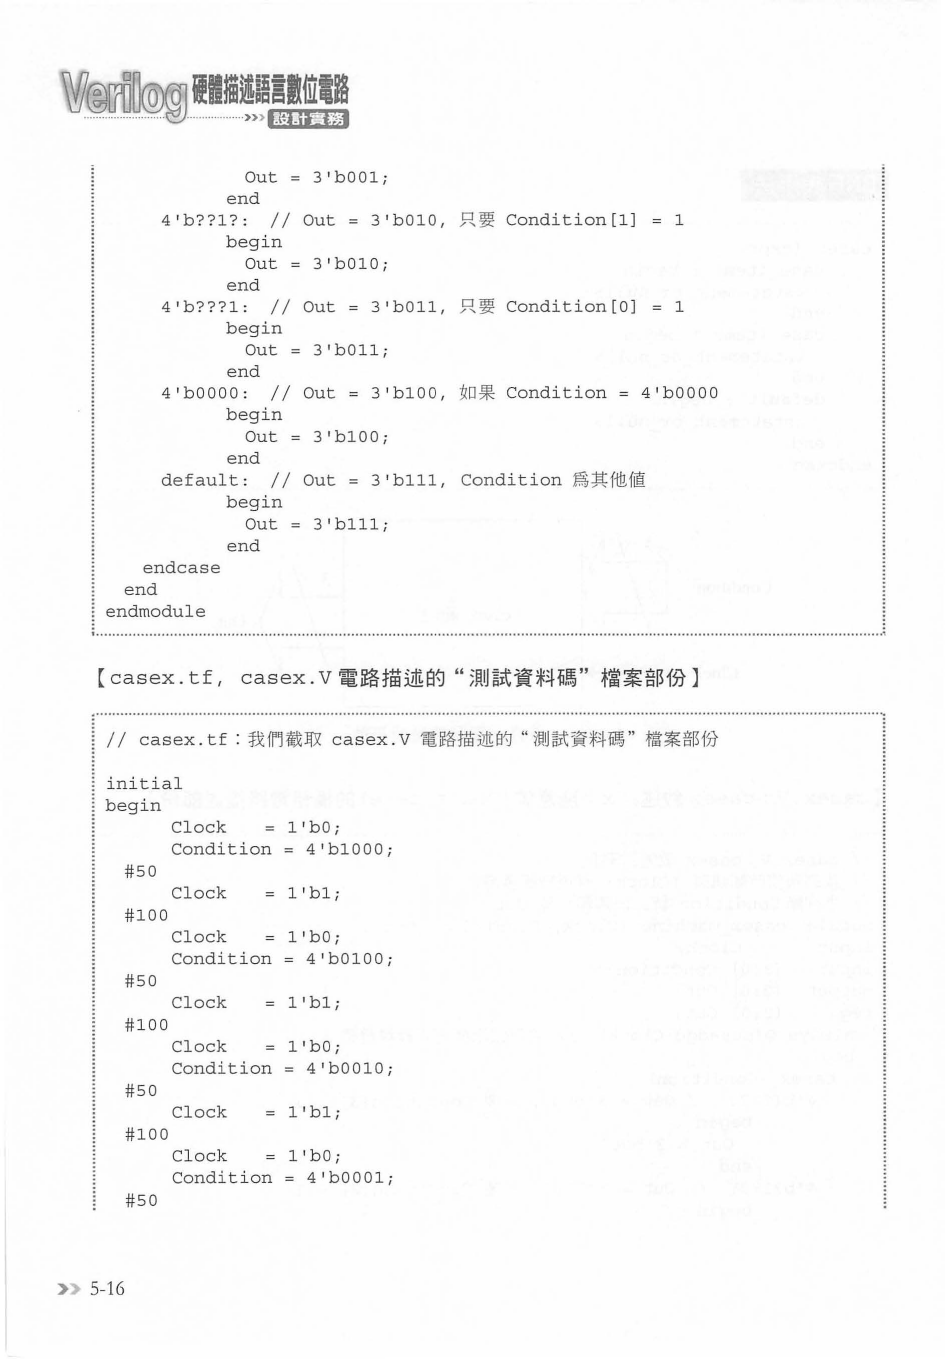 Verilog 硬體描述語言數位電路
設計實務
Out = 3'b001;
end
4'b??1?: // Out = 3'b010, 只要 Condition[1] = 1
begin
Out = 3'b010;
end
4'b???1: // Out = 3'b011, 只要 Condition[0] = 1
begin
Out = 3'b011;
end
4'b0000: // Out = 3'b100, 如果 Condition = 4'b0000
begin
Out = 3'b100;
end
default: // Out = 3'b111, Condition 爲其他值
begin
Out = 3'b111;
end
endcase
end
endmodule
【casex.tf, casex.V 電路描述的“測試資料碼”檔案部份】
// casex.tf：我們截取 casex.V 電路描述的“測試資料碼”檔案部份
initial
begin
Clock = 1'b0;
Condition = 4'b1000;
#50
Clock = 1'b1;
#100
Clock = 1'b0;
Condition = 4'b0100;
#50
Clock = 1'b1;
#100
Clock = 1'b0;
Condition = 4'b0010;
#50
Clock = 1'b1;
#100
Clock = 1'b0;
Condition = 4'b0001;
#50
5-16